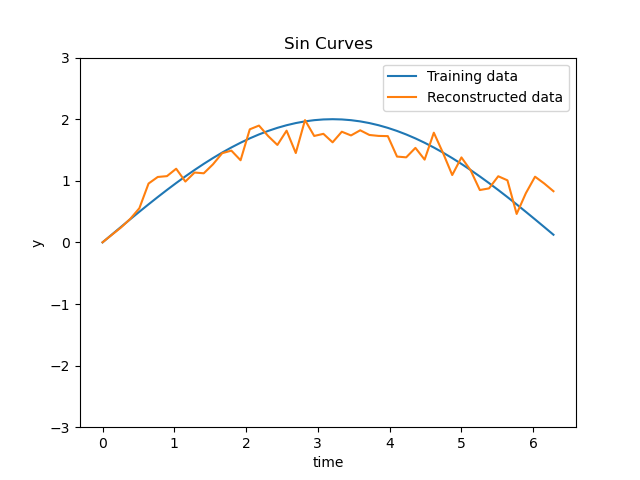 Sin Curves
Training data
Reconstructed data
3
2
1
0
−1
−2
−3
y
0 1 2 3 4 5 6
time